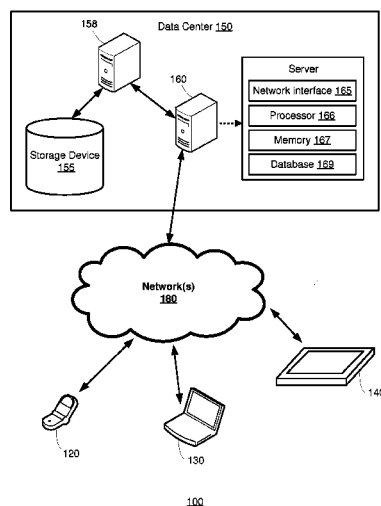 158
Data Center 150
160
Server
Network interface 165
Processor 166
Memory 167
Database 169
Storage Device
155
Network(s)
180
140
120
130
100